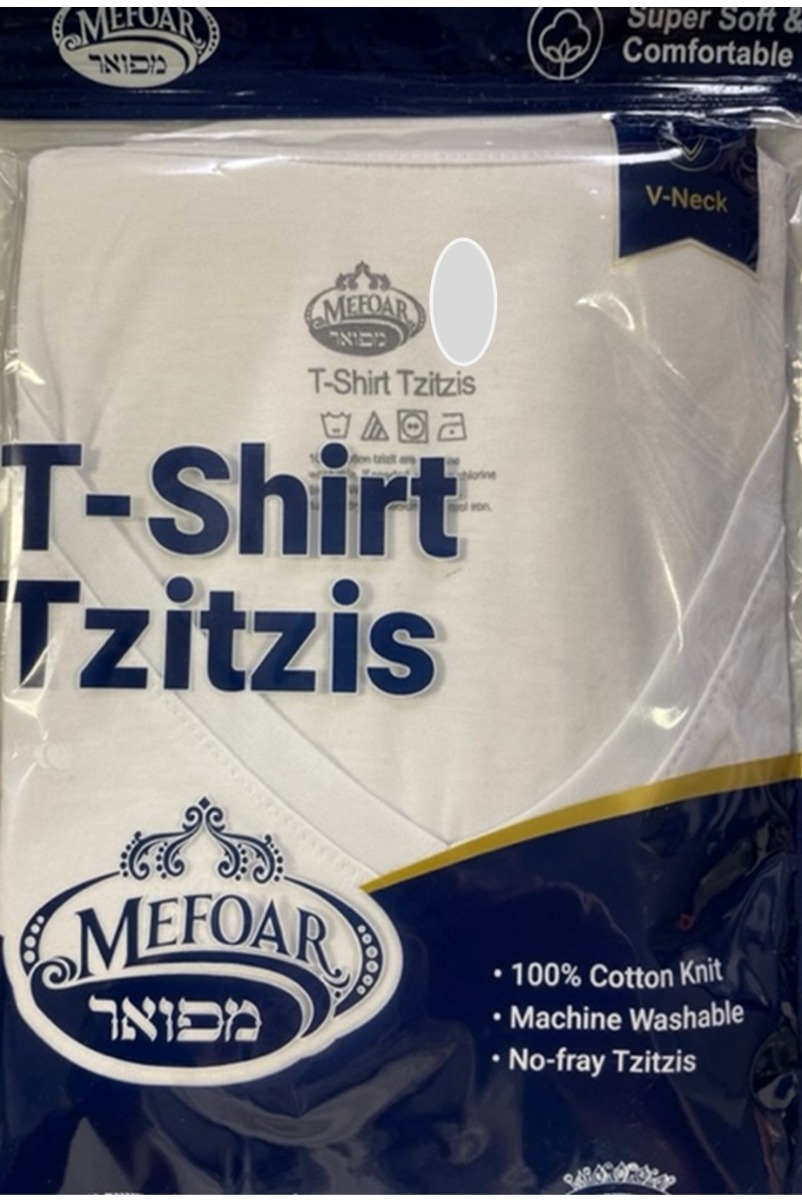 MEFOAR
מפואר
Super Soft &
Comfortable
V-Neck
MEFOAR
מפואר
T-Shirt Tzitzis
T-Shirt
Tzitzis
MEFOAR
מפואר
• 100% Cotton Knit
• Machine Washable
• No-fray Tzitzis